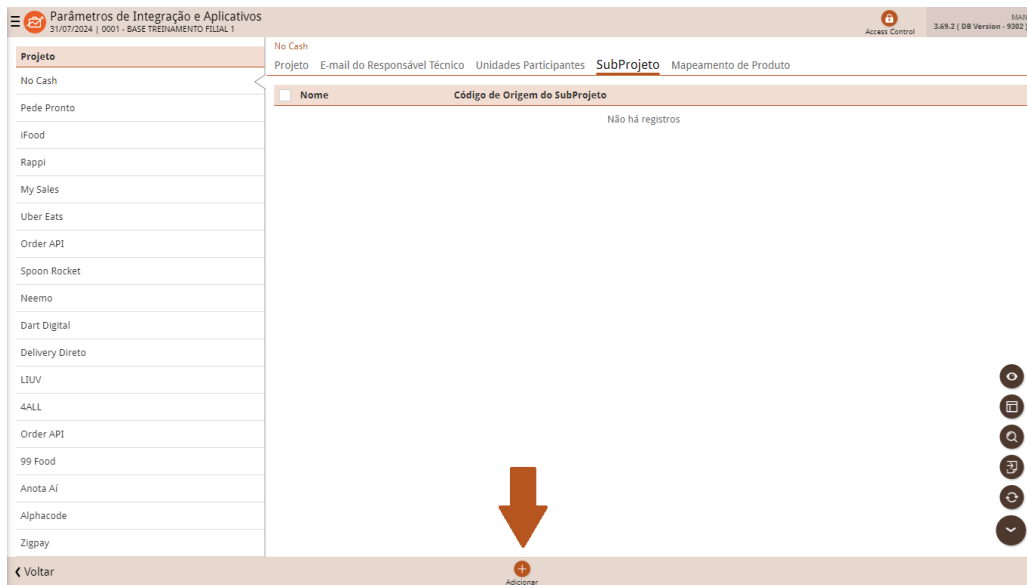 Parâmetros de Integração e Aplicativos
31/07/2024 | 0001 - BASE TREINAMENTO FILIAL 1
Access Control
MAN
3.69.2 ( DB Version - 9302 )
Projeto
No Cash
Pede Pronto
iFood
Rappi
My Sales
Uber Eats
Order API
Spoon Rocket
Neemo
Dart Digital
Delivery Direto
LIUV
4ALL
Order API
99 Food
Anota Aí
Alphacode
Zigpay
No Cash
Projeto E-mail do Responsável Técnico Unidades Participantes SubProjeto Mapeamento de Produto
Nome Código de Origem do SubProjeto
Não há registros
Voltar
Adicionar